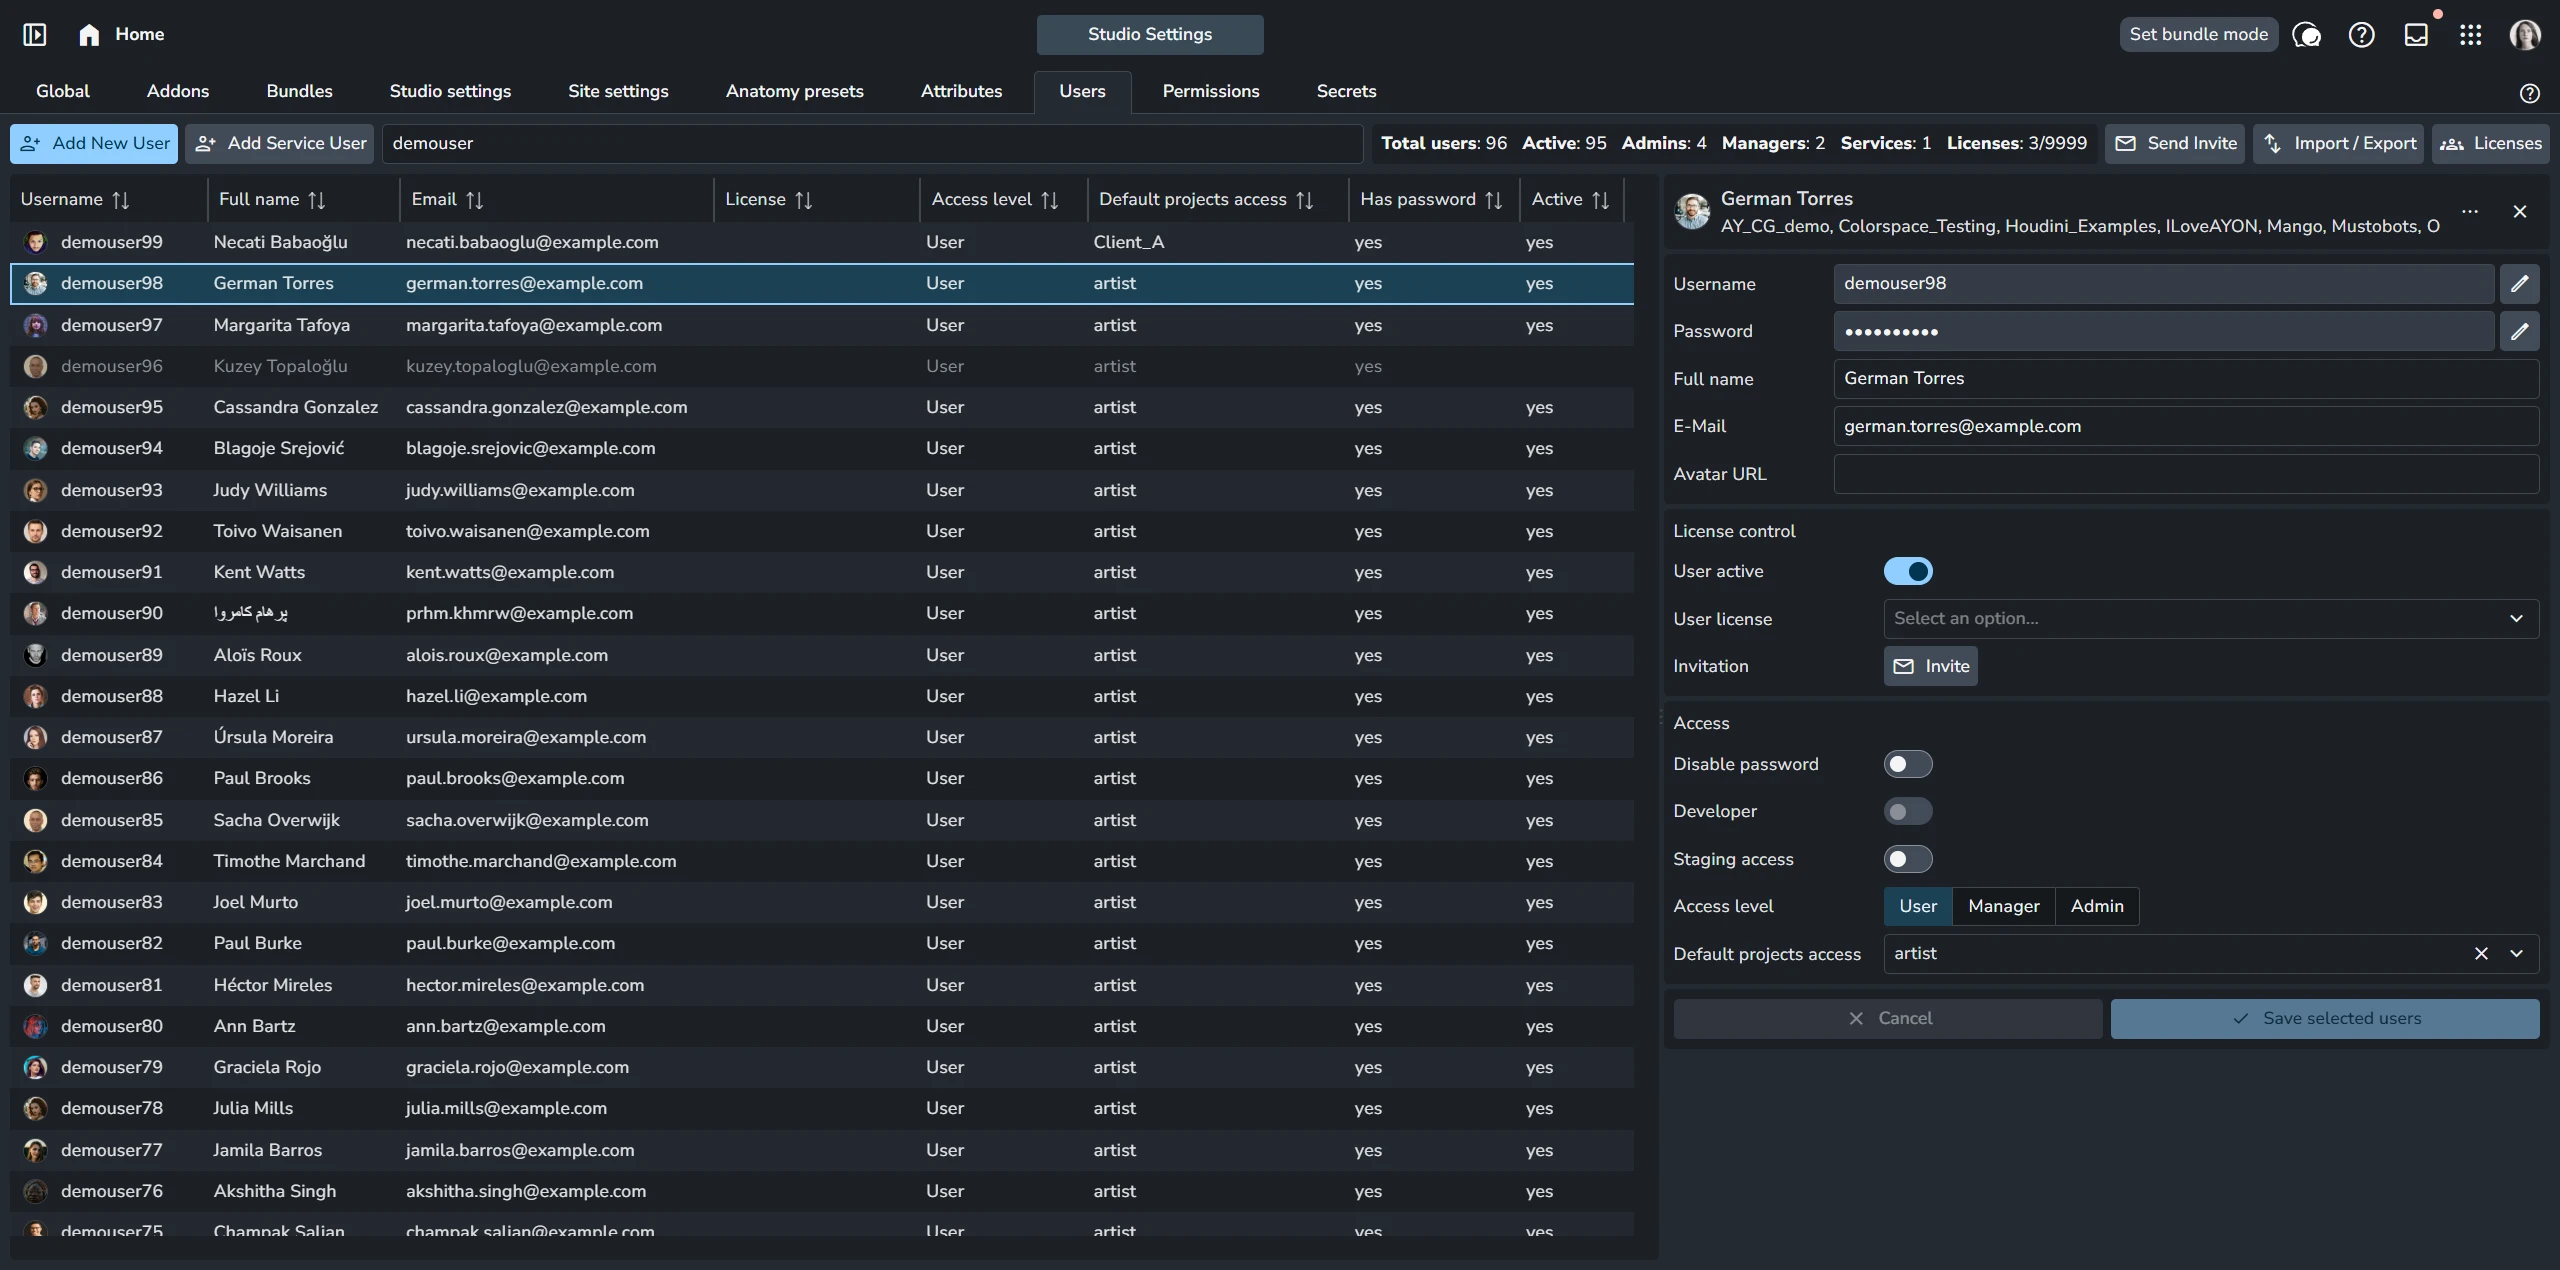 Home
Studio Settings
Set bundle mode
Global Addons Bundles Studio settings Site settings Anatomy presets Attributes Users Permissions Secrets
Add New User Add Service User demouser Total users: 96 Active: 95 Admins: 4 Managers: 2 Services: 1 Licenses: 3/9999 Send Invite Import / Export Licenses
Username Full name Email License Access level Default projects access Has password Active
demouser99 Necati Babaoğlu necati.babaoglu@example.com User Client_A yes yes
demouser98 German Torres german.torres@example.com User artist yes yes
demouser97 Margarita Tafoya margarita.tafoya@example.com User artist yes yes
demouser96 Kuzey Topaloğlu kuzey.topaloglu@example.com User artist yes
demouser95 Cassandra Gonzalez cassandra.gonzalez@example.com User artist yes yes
demouser94 Blagoje Srejović blagoje.srejovic@example.com User artist yes yes
demouser93 Judy Williams judy.williams@example.com User artist yes yes
demouser92 Toivo Waisanen toivo.waisanen@example.com User artist yes yes
demouser91 Kent Watts kent.watts@example.com User artist yes yes
demouser90 پرهام کامروا prhm.khmrw@example.com User artist yes yes
demouser89 Aloïs Roux alois.roux@example.com User artist yes yes
demouser88 Hazel Li hazel.li@example.com User artist yes yes
demouser87 Úrsula Moreira ursula.moreira@example.com User artist yes yes
demouser86 Paul Brooks paul.brooks@example.com User artist yes yes
demouser85 Sacha Overwijk sacha.overwijk@example.com User artist yes yes
demouser84 Timothe Marchand timothe.marchand@example.com User artist yes yes
demouser83 Joel Murto joel.murto@example.com User artist yes yes
demouser82 Paul Burke paul.burke@example.com User artist yes yes
demouser81 Héctor Mireles hector.mireles@example.com User artist yes yes
demouser80 Ann Bartz ann.bartz@example.com User artist yes yes
demouser79 Graciela Rojo graciela.rojo@example.com User artist yes yes
demouser78 Julia Mills julia.mills@example.com User artist yes yes
demouser77 Jamila Barros jamila.barros@example.com User artist yes yes
demouser76 Akshitha Singh akshitha.singh@example.com User artist yes yes
demouser75 Champak Salian champak.salian@example.com User artist yes yes
German Torres
AY_CG_demo, Colorspace_Testing, Houdini_Examples, ILoveAYON, Mango, Mustobots, O
Username demouser98
Password ••••••••••
Full name German Torres
E-Mail german.torres@example.com
Avatar URL
License control
User active
User license Select an option...
Invitation Invite
Access
Disable password
Developer
Staging access
Access level User Manager Admin
Default projects access artist
Cancel Save selected users